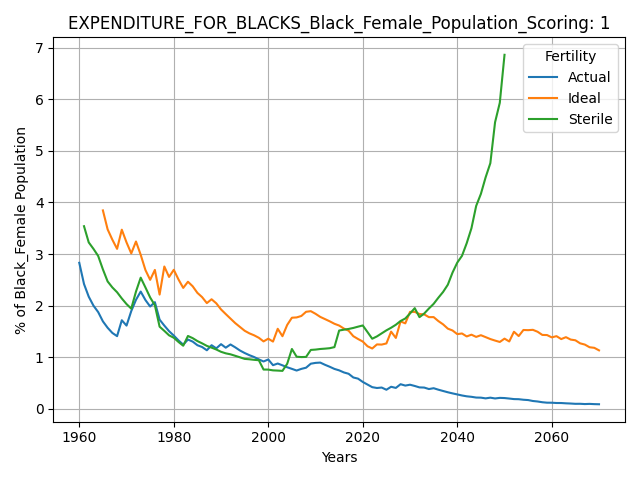 EXPENDITURE_FOR_BLACKS_Black_Female_Population_Scoring: 1
Fertility
Actual
Ideal
Sterile
% of Black_Female Population
7
6
5
4
3
2
1
0
1960 1980 2000 2020 2040 2060
Years